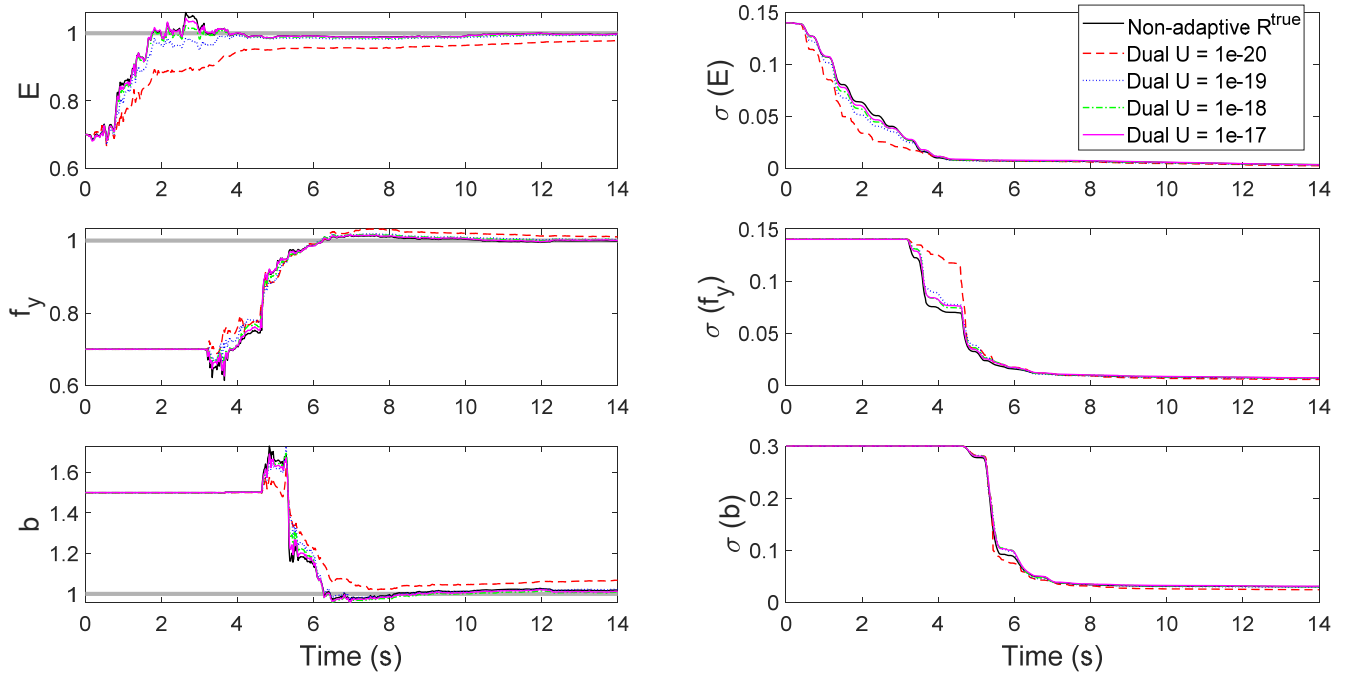 1
0.8
0.6
E
0 2 4 6 8 10 12 14
0.15
0.1
0.05
0
σ (E)
0 2 4 6 8 10 12 14
Non-adaptive R^true
Dual U = 1e-20
Dual U = 1e-19
Dual U = 1e-18
Dual U = 1e-17
1
0.8
0.6
f_y
0 2 4 6 8 10 12 14
0.15
0.1
0.05
0
σ (f_y)
0 2 4 6 8 10 12 14
1.6
1.4
1.2
1
b
0 2 4 6 8 10 12 14
Time (s)
0.3
0.2
0.1
0
σ (b)
0 2 4 6 8 10 12 14
Time (s)